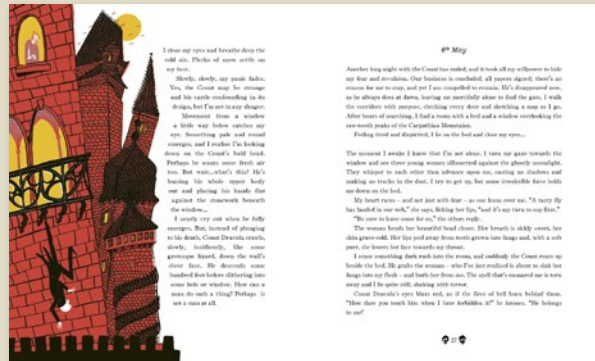 I close my eyes and breathe deep the
cold air. Flecks of snow settle on
my face.
Slowly, slowly, my panic fades.
Yes, the Count may be strange
and his castle confounding in its
design, but I'm not in any danger.
Movement from a window
a little way below catches my
eye. Something pale and round
emerges, and I realize I'm looking
down on the Count's bald head.
Perhaps he wants some fresh air
too. But wait...what's this? He's
leaning his whole upper body
out and placing his hands flat
against the stonework beneath
the window...
I nearly cry out when he fully
emerges. But, instead of plunging
to his death, Count Dracula crawls,
slowly, insidiously, like some
grotesque lizard, down the wall's
sheer face. He descends some
hundred feet before slithering into
some hole or window. How can a
man do such a thing? Perhaps he
is not a man at all.
6th May
Another long night with the Count has ended, and it took all my willpower to hide
my fear and revulsion. Our business is concluded, all papers signed; there's no
reason for me to stay, and yet I am compelled to remain. He's disappeared now,
as he always does at dawn, leaving me mercifully alone to find the gate. I walk
the corridors with purpose, checking every door and sketching a map as I go.
After hours of searching, I find a room with a bed and a window overlooking the
saw-tooth peaks of the Carpathian Mountains.
Feeling tired and dispirited, I lie on the bed and close my eyes...
The moment I awake I know that I'm not alone. I turn my gaze towards the
window and see three young women silhouetted against the ghostly moonlight.
They whisper to each other then advance upon me, casting no shadows and
making no tracks in the dust. I try to get up, but some irresistible force holds
me down on the bed.
My heart races – and not just with fear – as one leans over me. "A tasty fly
has landed in our web," she says, licking her lips, "and it's my turn to sup first."
"Be sure to leave some for us," the others reply.
The woman bends her beautiful head closer. Her breath is sickly sweet, her
skin grave-cold. Her lips peel away from teeth grown into fangs and, with a soft
purr, she lowers her face towards my throat.
I sense something dark rush into the room, and suddenly the Count rears up
beside the bed. He grabs the woman – who I've just realized is about to sink her
fangs into my flesh – and hurls her from me. The spell that's ensnared me is torn
away and I lie quite still, shaking with terror.
Count Dracula's eyes blaze red, as if the fires of hell burn behind them.
"How dare you touch him when I have forbidden it!" he intones. "He belongs
to me!
27